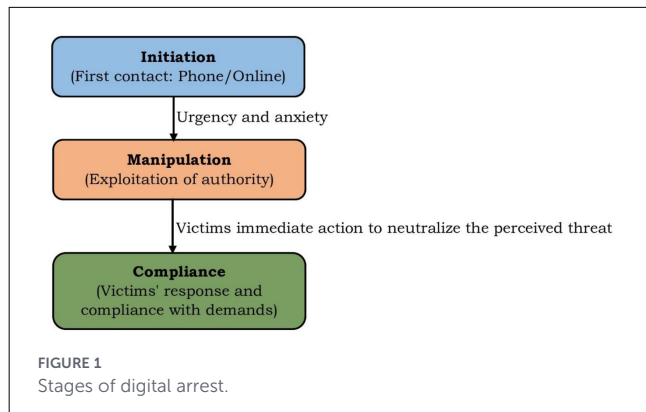 Initiation
(First contact: Phone/Online)
Urgency and anxiety
Manipulation
(Exploitation of authority)
Victims immediate action to neutralize the perceived threat
Compliance
(Victims' response and
compliance with demands)
FIGURE 1
Stages of digital arrest.